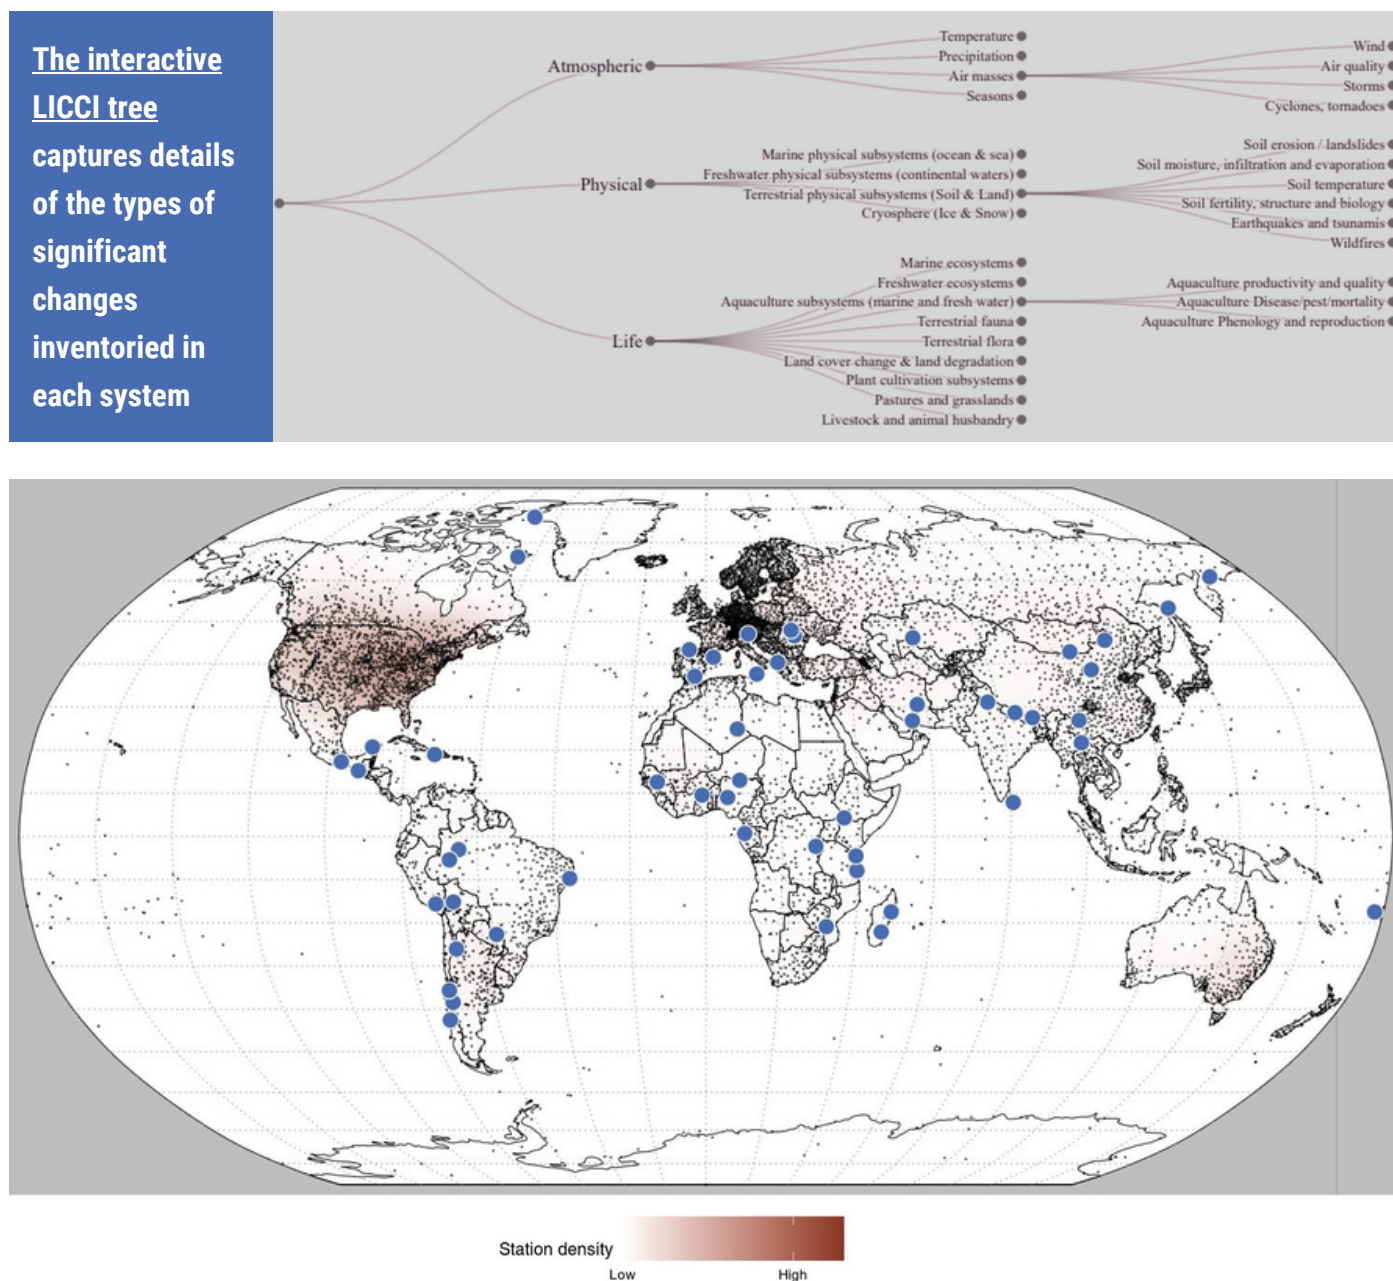 The interactive
LICCI tree
captures details
of the types of
significant
changes
inventoried in
each system
Atmospheric
Temperature
Precipitation
Air masses
Seasons
Wind
Air quality
Storms
Cyclones, tornadoes
Physical
Marine physical subsystems (ocean & sea)
Freshwater physical subsystems (continental waters)
Terrestrial physical subsystems (Soil & Land)
Cryosphere (Ice & Snow)
Soil erosion / landslides
Soil moisture, infiltration and evaporation
Soil temperature
Soil fertility, structure and biology
Earthquakes and tsunamis
Wildfires
Life
Marine ecosystems
Freshwater ecosystems
Aquaculture subsystems (marine and fresh water)
Terrestrial fauna
Terrestrial flora
Land cover change & land degradation
Plant cultivation subsystems
Pastures and grasslands
Livestock and animal husbandry
Aquaculture productivity and quality
Aquaculture Disease/pest/mortality
Aquaculture Phenology and reproduction
Station density
Low High